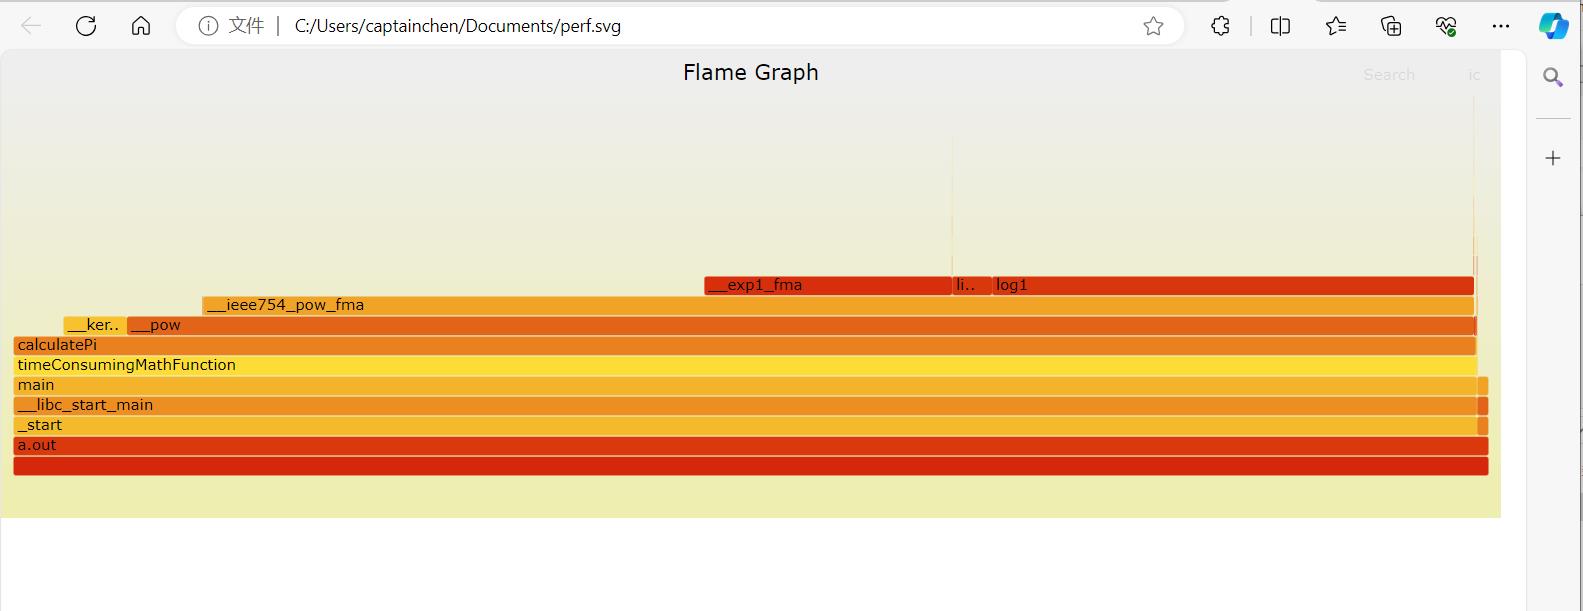 文件 | C:/Users/captainchen/Documents/perf.svg
Flame Graph
Search ic
__exp1_fma li.. log1
__ieee754_pow_fma
__ker.. __pow
calculatePi
timeConsumingMathFunction
main
__libc_start_main
_start
a.out